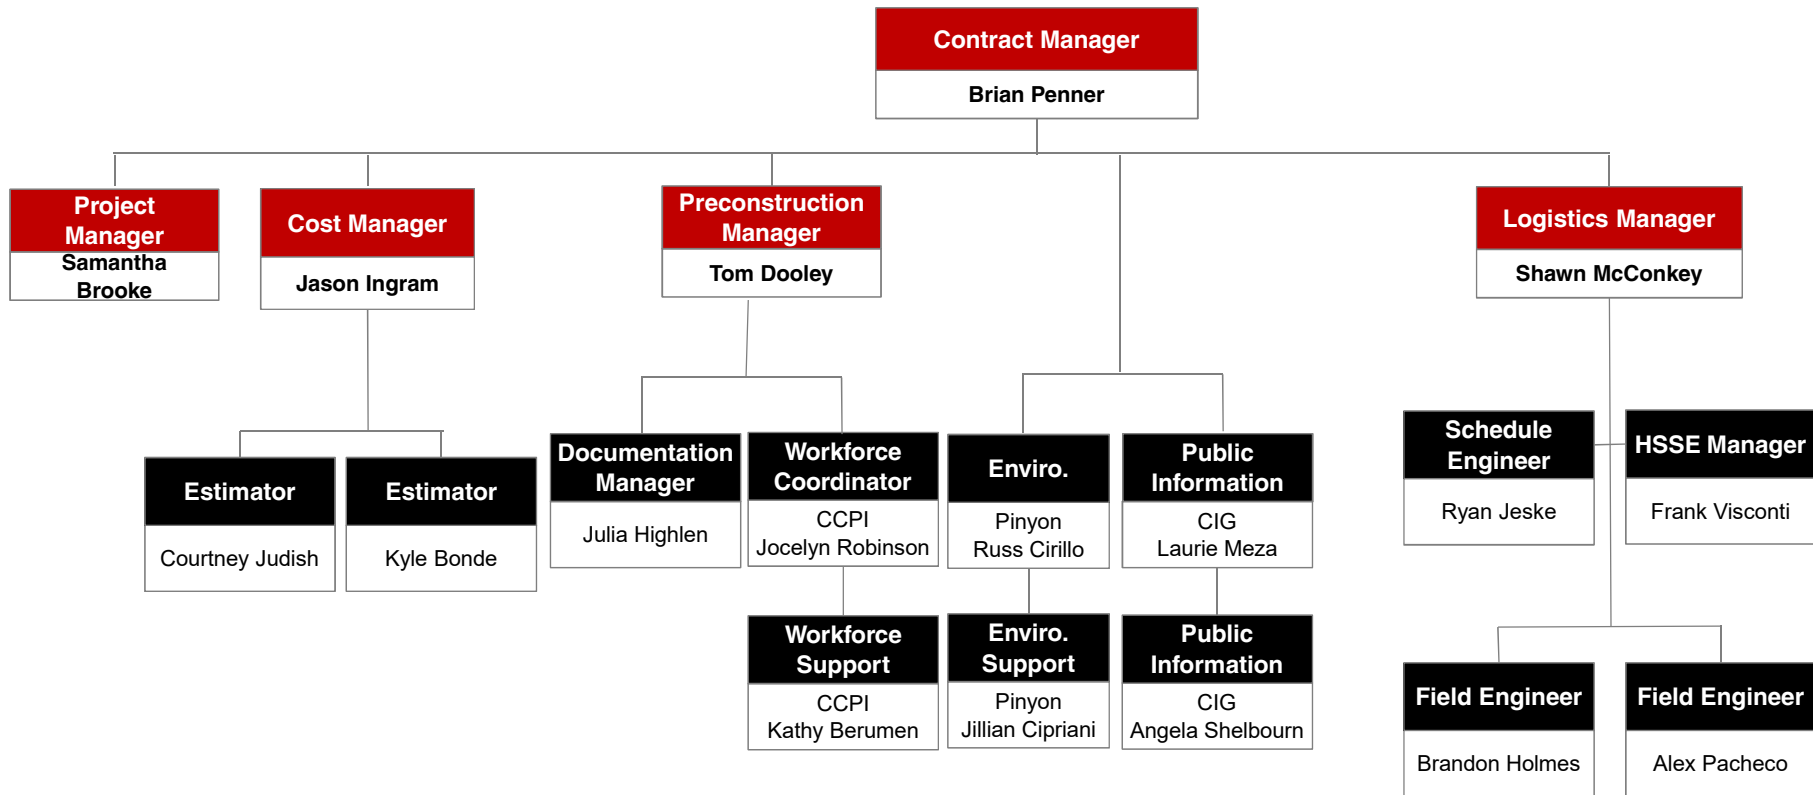 Contract Manager
Brian Penner
Project
Manager
Samantha
Brooke
Cost Manager
Jason Ingram
Preconstruction
Manager
Tom Dooley
Logistics Manager
Shawn McConkey
Estimator
Courtney Judish
Estimator
Kyle Bonde
Documentation
Manager
Julia Highlen
Workforce
Coordinator
CCPI
Jocelyn Robinson
Enviro.
Pinyon
Russ Cirillo
Public
Information
CIG
Laurie Meza
Schedule
Engineer
Ryan Jeske
HSSE Manager
Frank Visconti
Workforce
Support
CCPI
Kathy Berumen
Enviro.
Support
Pinyon
Jillian Cipriani
Public
Information
CIG
Angela Shelbourn
Field Engineer
Brandon Holmes
Field Engineer
Alex Pacheco